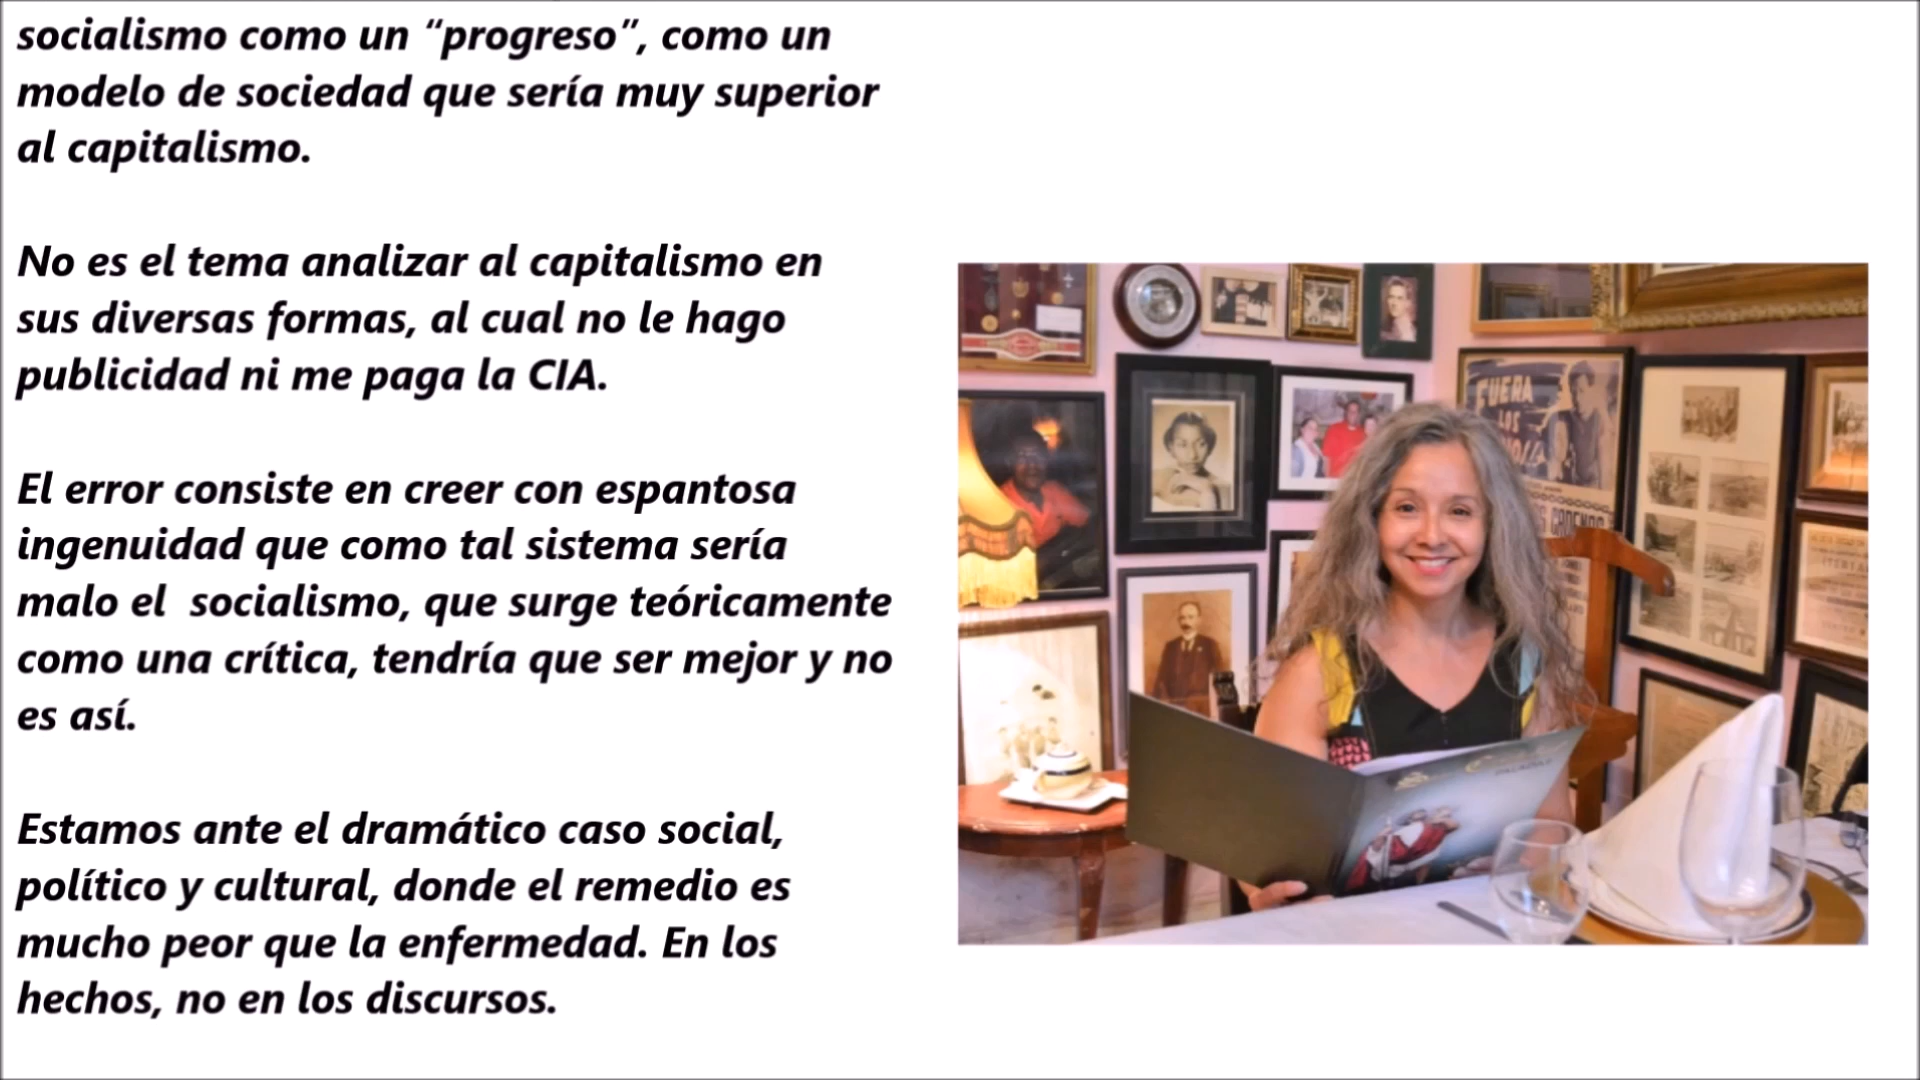 socialismo como un “progreso”, como un
modelo de sociedad que sería muy superior
al capitalismo.
No es el tema analizar al capitalismo en
sus diversas formas, al cual no le hago
publicidad ni me paga la CIA.
El error consiste en creer con espantosa
ingenuidad que como tal sistema sería
malo el  socialismo, que surge teóricamente
como una crítica, tendría que ser mejor y no
es así.
Estamos ante el dramático caso social,
político y cultural, donde el remedio es
mucho peor que la enfermedad. En los
hechos, no en los discursos.
FUERA
LOS